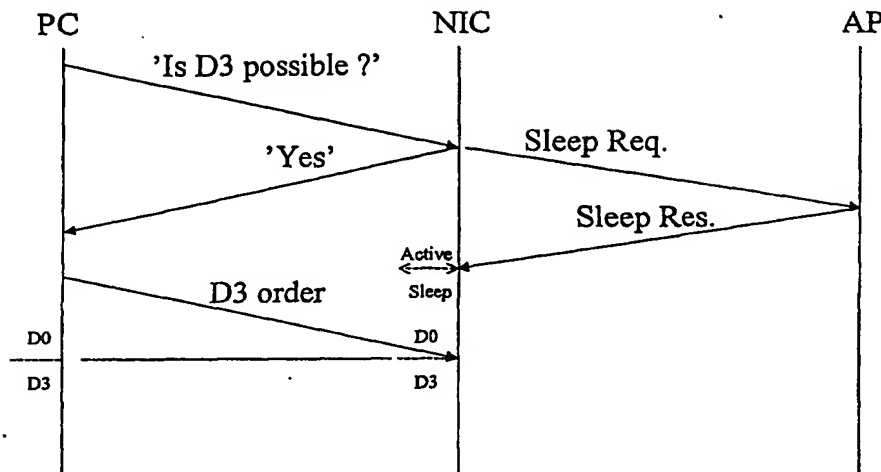 PC NIC AP
'Is D3 possible ?'
Sleep Req.
'Yes'
Sleep Res.
Active
Sleep
D3 order
D0 D0
D3 D3